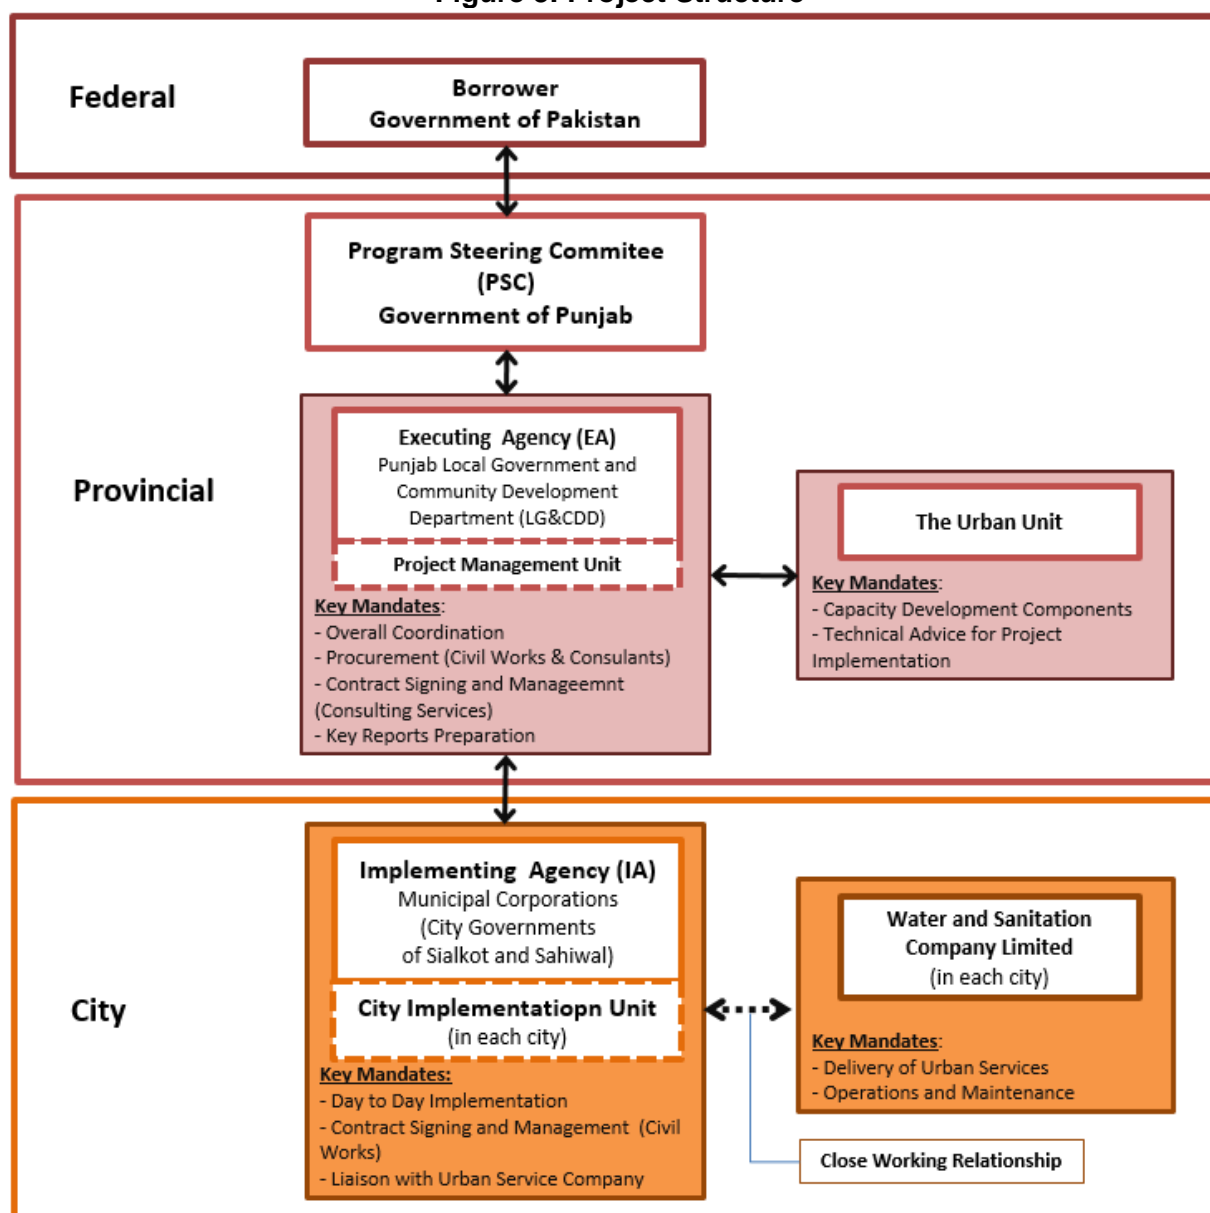 Figure 3: Project Structure
Federal
Borrower
Government of Pakistan
Provincial
Program Steering Commitee
(PSC)
Government of Punjab
Executing Agency (EA)
Punjab Local Government and
Community Development
Department (LG&CDD)
Project Management Unit
Key Mandates:
- Overall Coordination
- Procurement (Civil Works & Consulants)
- Contract Signing and Manageemnt
(Consulting Services)
- Key Reports Preparation
The Urban Unit
Key Mandates:
- Capacity Development Components
- Technical Advice for Project
Implementation
City
Implementing Agency (IA)
Municipal Corporations
(City Governments
of Sialkot and Sahiwal)
City Implementatiopn Unit
(in each city)
Key Mandates:
- Day to Day Implementation
- Contract Signing and Management (Civil
Works)
- Liaison with Urban Service Company
Water and Sanitation
Company Limited
(in each city)
Key Mandates:
- Delivery of Urban Services
- Operations and Maintenance
Close Working Relationship